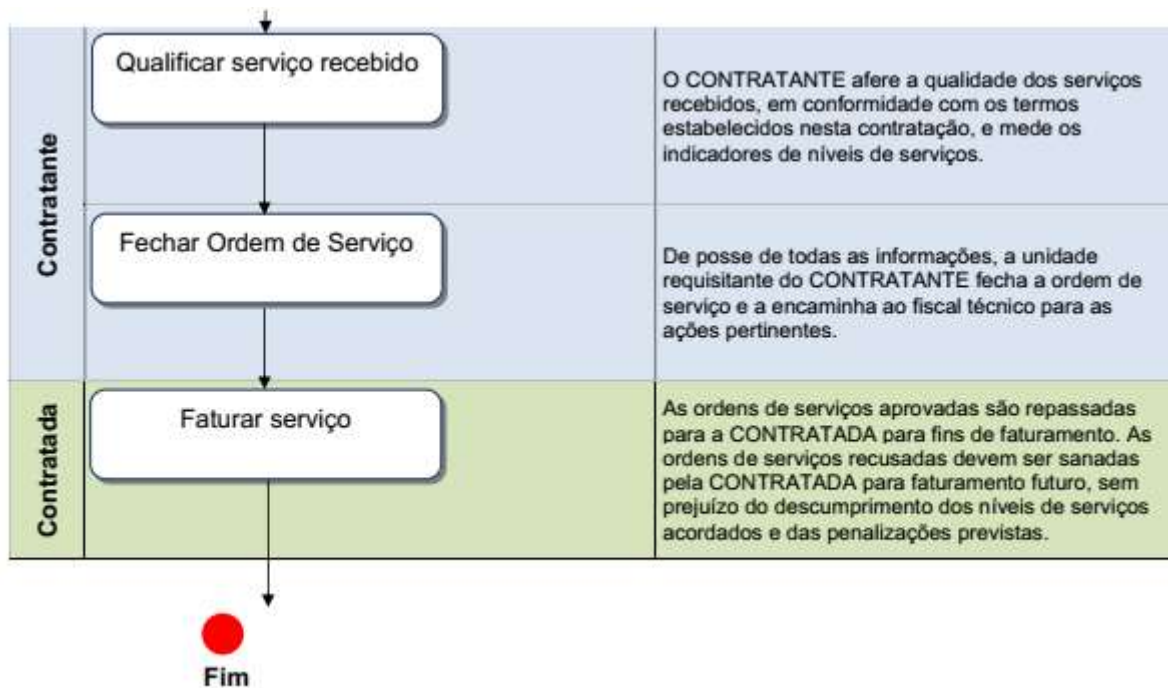 Contratante
Qualificar serviço recebido
O CONTRATANTE afere a qualidade dos serviços
recebidos, em conformidade com os termos
estabelecidos nesta contratação, e mede os
indicadores de níveis de serviços.
Fechar Ordem de Serviço
De posse de todas as informações, a unidade
requisitante do CONTRATANTE fecha a ordem de
serviço e a encaminha ao fiscal técnico para as
ações pertinentes.
Contratada
Faturar serviço
As ordens de serviços aprovadas são repassadas
para a CONTRATADA para fins de faturamento. As
ordens de serviços recusadas devem ser sanadas
pela CONTRATADA para faturamento futuro, sem
prejuízo do descumprimento dos níveis de serviços
acordados e das penalizações previstas.
Fim